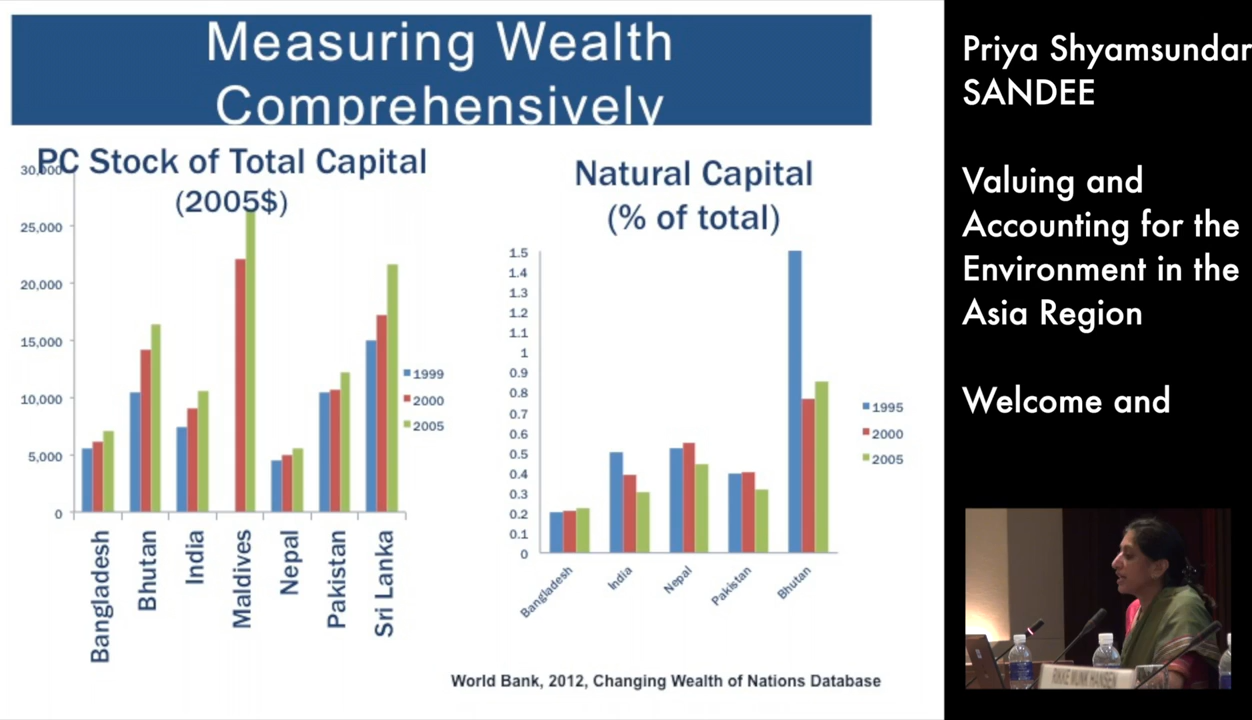 Measuring Wealth
Comprehensively
PC Stock of Total Capital
(2005$)
30,000
25,000
20,000
15,000
10,000
5,000
0
Bangladesh
Bhutan
India
Maldives
Nepal
Pakistan
Sri Lanka
1999
2000
2005
Natural Capital
(% of total)
1.5
1.4
1.3
1.2
1.1
1
0.9
0.8
0.7
0.6
0.5
0.4
0.3
0.2
0.1
0
Bangladesh
India
Nepal
Pakistan
Bhutan
1995
2000
2005
World Bank, 2012, Changing Wealth of Nations Database
Priya Shyamsundar
SANDEE
Valuing and
Accounting for the
Environment in the
Asia Region
Welcome and
RIKKE MUNK HANSEN